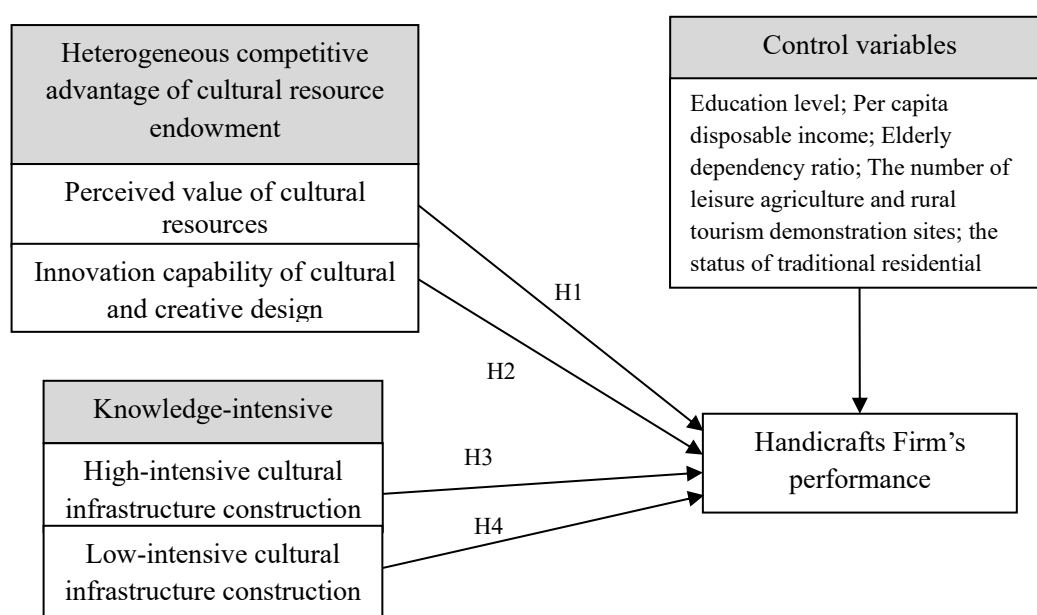 Heterogeneous competitive
advantage of cultural resource
endowment
Perceived value of cultural
resources
Innovation capability of cultural
and creative design
Control variables
Education level; Per capita
disposable income; Elderly
dependency ratio; The number of
leisure agriculture and rural
tourism demonstration sites; the
status of traditional residential
H1
H2
Knowledge-intensive
High-intensive cultural
infrastructure construction
Low-intensive cultural
infrastructure construction
H3
H4
Handicrafts Firm’s
performance